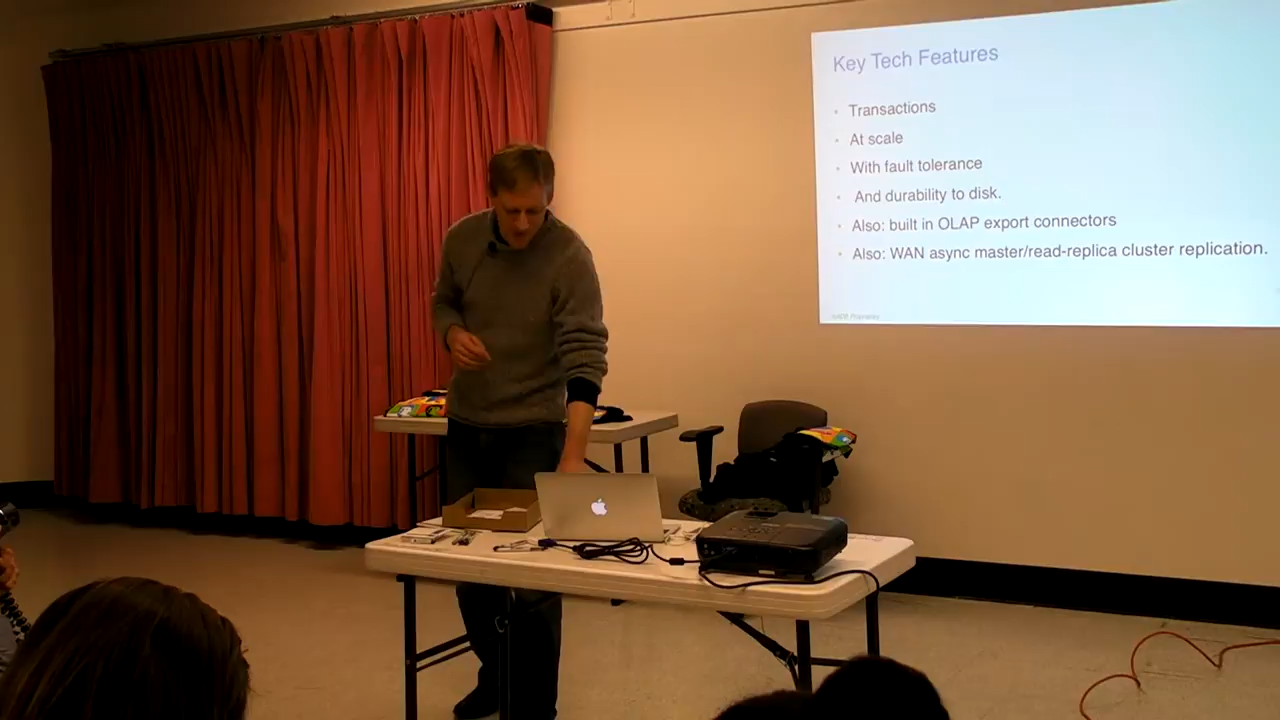 Key Tech Features
Transactions
At scale
With fault tolerance
And durability to disk.
Also: built in OLAP export connectors
Also: WAN async master/read-replica cluster replication.